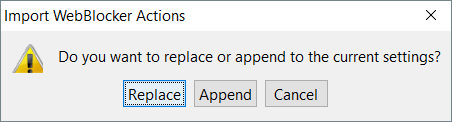 Import WebBlocker Actions
Do you want to replace or append to the current settings?
Replace Append Cancel